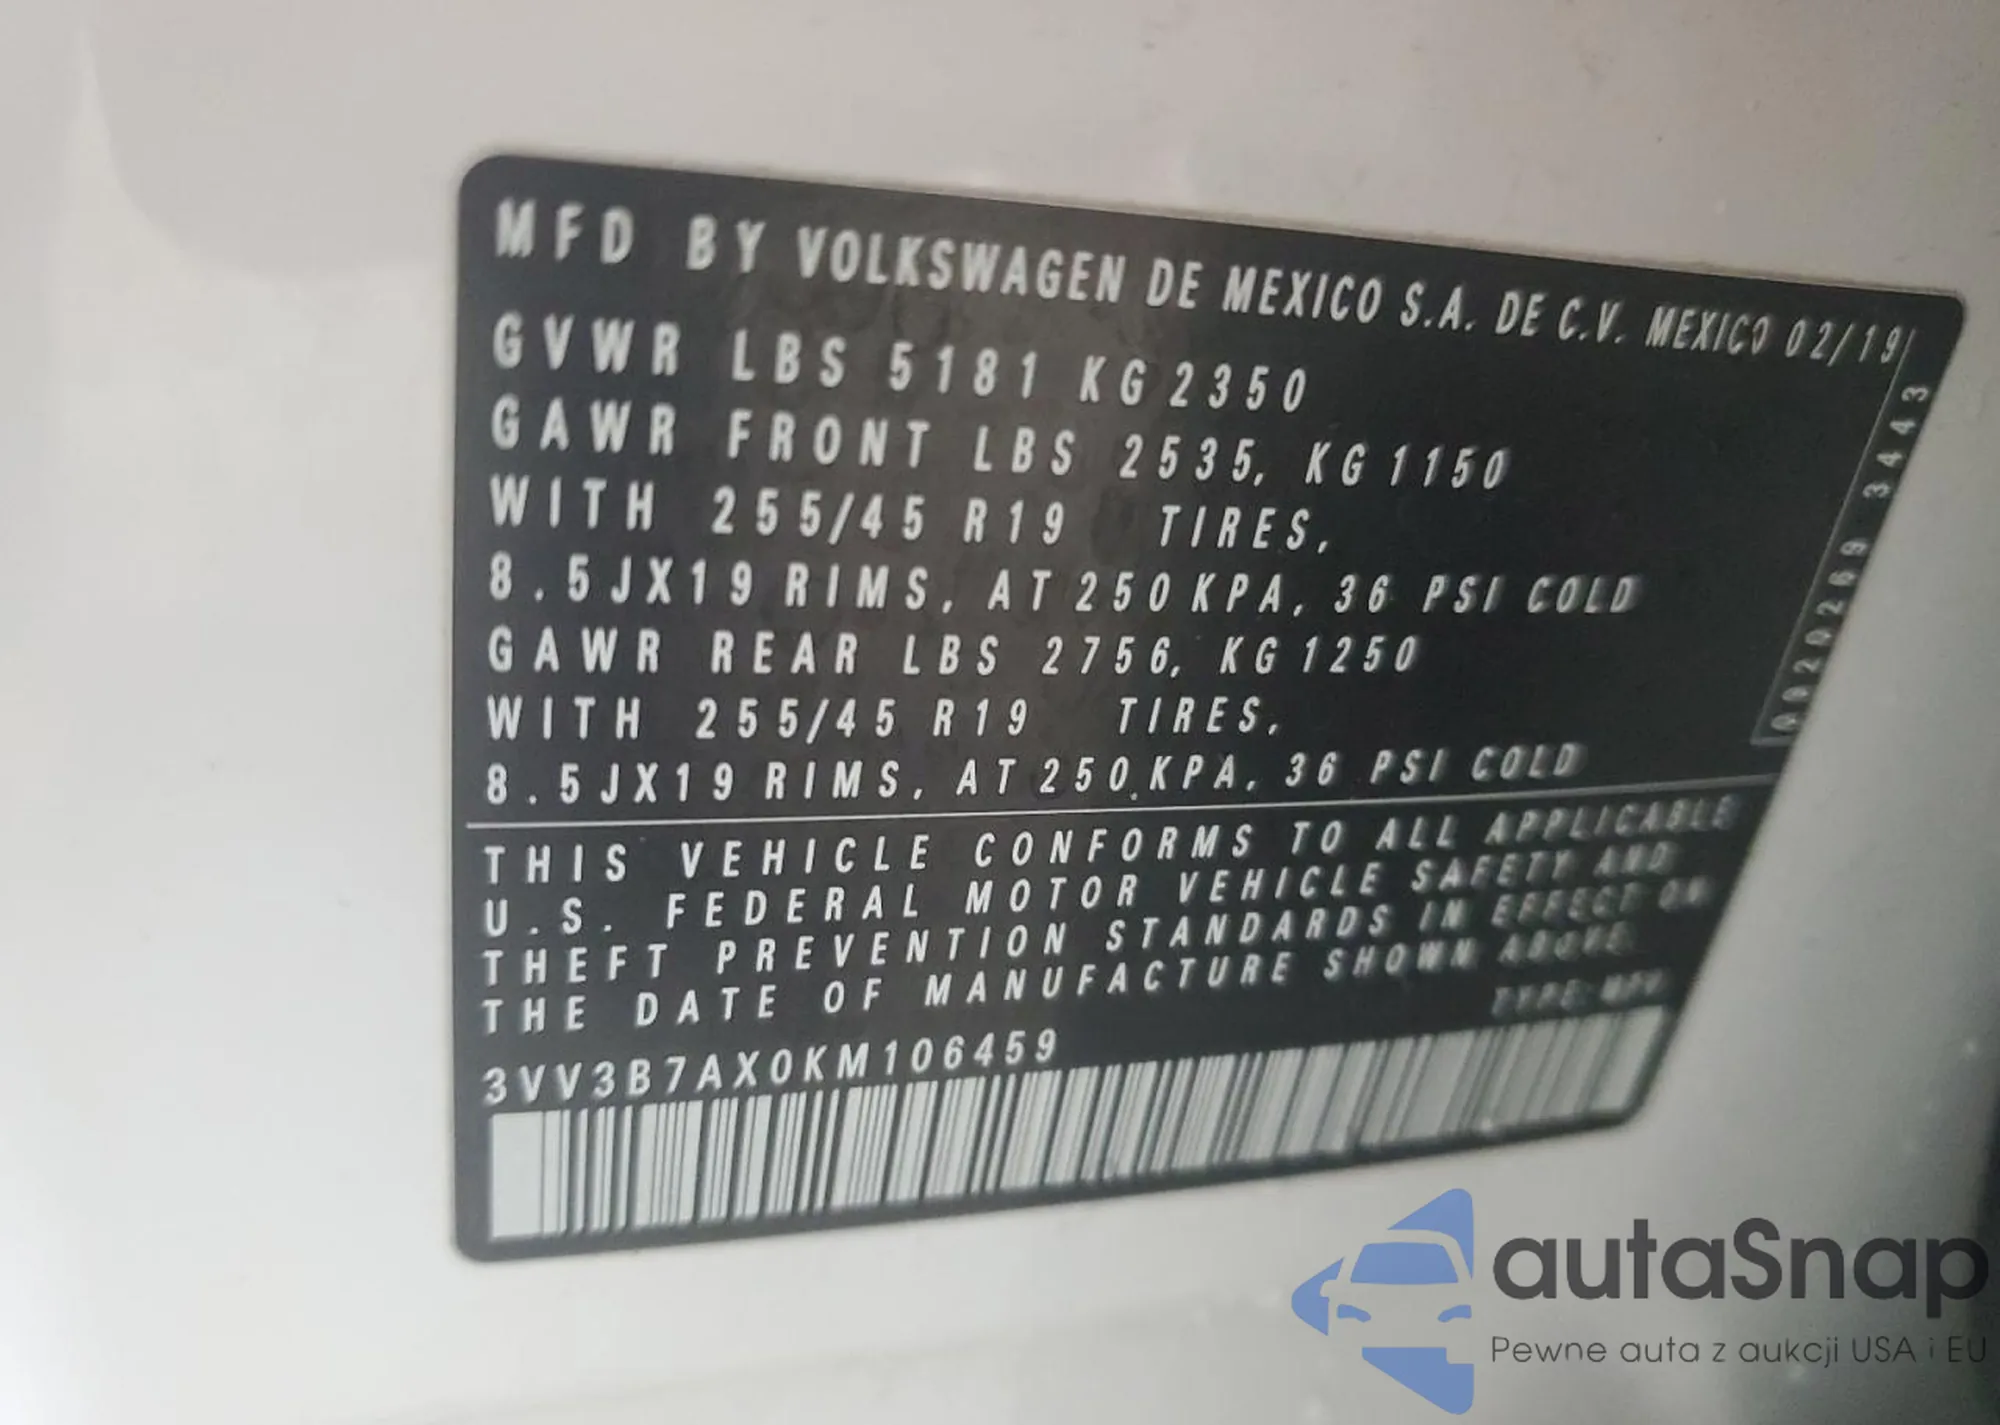 MFD BY VOLKSWAGEN DE MEXICO S.A. DE C.V. MEXICO 02/19
GVWR LBS 5181 KG 2350
GAWR FRONT LBS 2535, KG 1150
WITH 255/45 R19 TIRES,
8.5JX19 RIMS, AT 250 KPA, 36 PSI COLD
GAWR REAR LBS 2756, KG 1250
WITH 255/45 R19 TIRES,
8.5JX19 RIMS, AT 250 KPA, 36 PSI COLD
THIS VEHICLE CONFORMS TO ALL APPLICABLE
U.S. FEDERAL MOTOR VEHICLE SAFETY AND
THEFT PREVENTION STANDARDS IN EFFECT ON
THE DATE OF MANUFACTURE SHOWN ABOVE.
TYPE: MPV
3VV3B7AX0KM106459
3443
autaSnap
Pewne auta z aukcji USA i EU